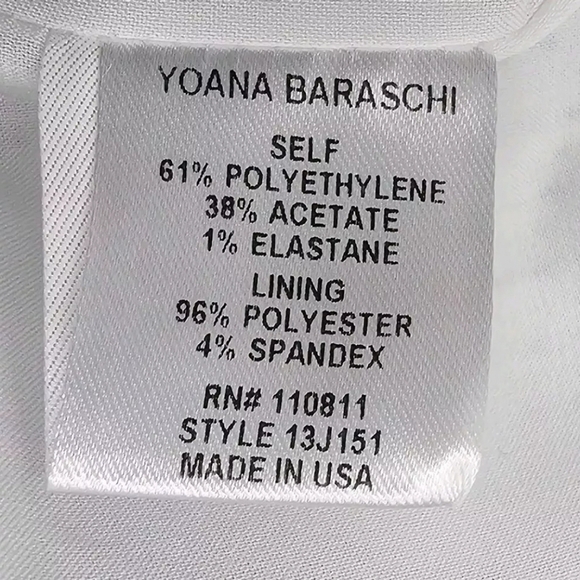 YOANA BARASCHI
SELF
61% POLYETHYLENE
38% ACETATE
1% ELASTANE
LINING
96% POLYESTER
4% SPANDEX
RN# 110811
STYLE 13J151
MADE IN USA